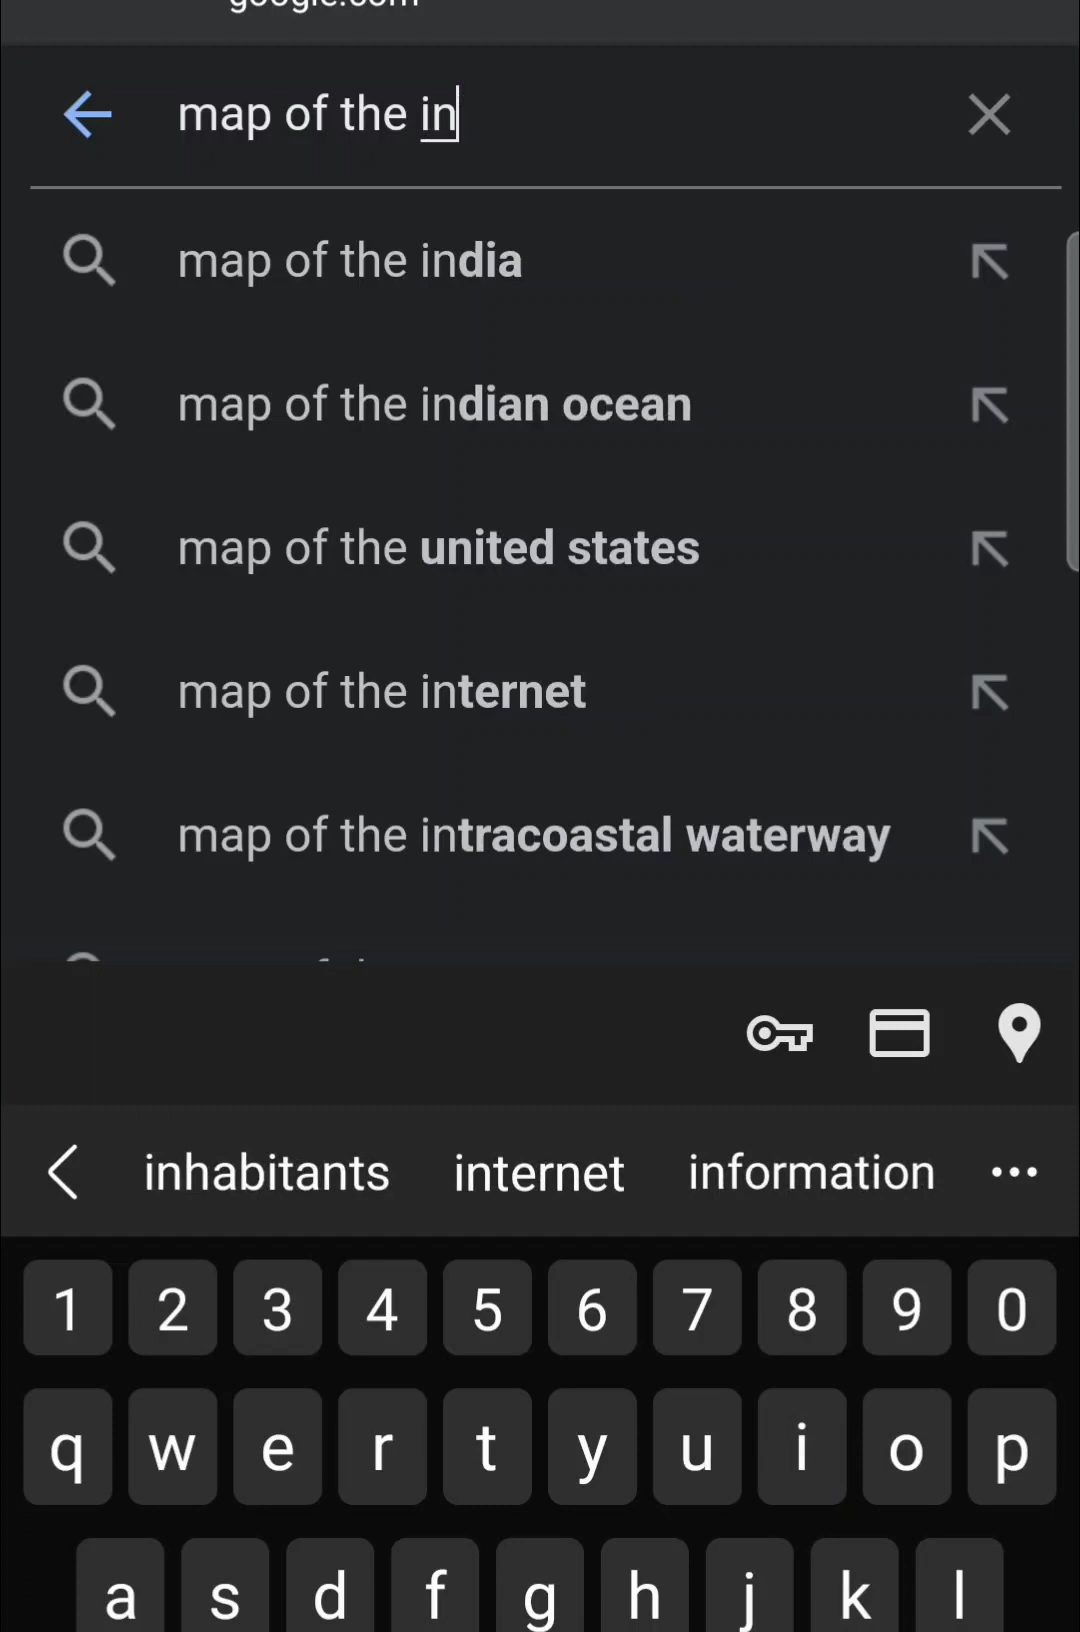 google.com
map of the in
map of the india
map of the indian ocean
map of the united states
map of the internet
map of the intracoastal waterway
inhabitants internet information
1 2 3 4 5 6 7 8 9 0
q w e r t y u i o p
a s d f g h j k l